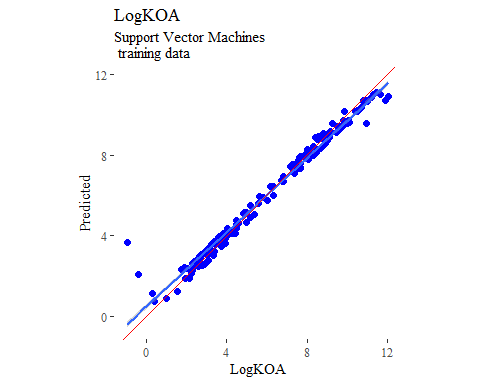 LogKOA
Support Vector Machines
training data
12
8
4
0
Predicted
0 4 8 12
LogKOA